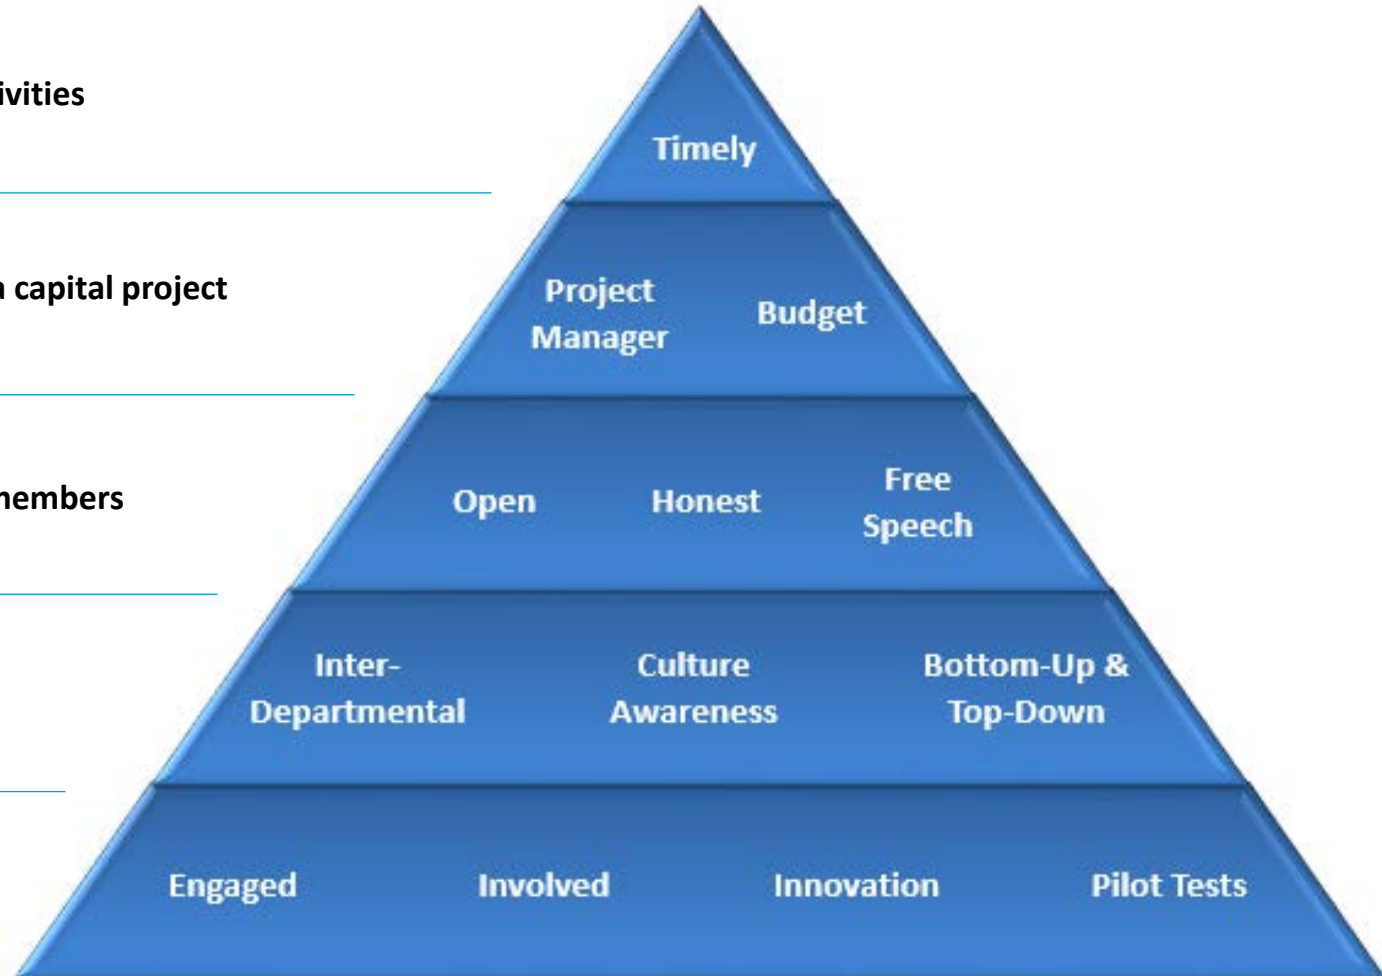 ivities
Timely
a capital project
Project
Manager
Budget
members
Open
Honest
Free
Speech
Inter-
Departmental
Culture
Awareness
Bottom-Up &
Top-Down
Engaged
Involved
Innovation
Pilot Tests